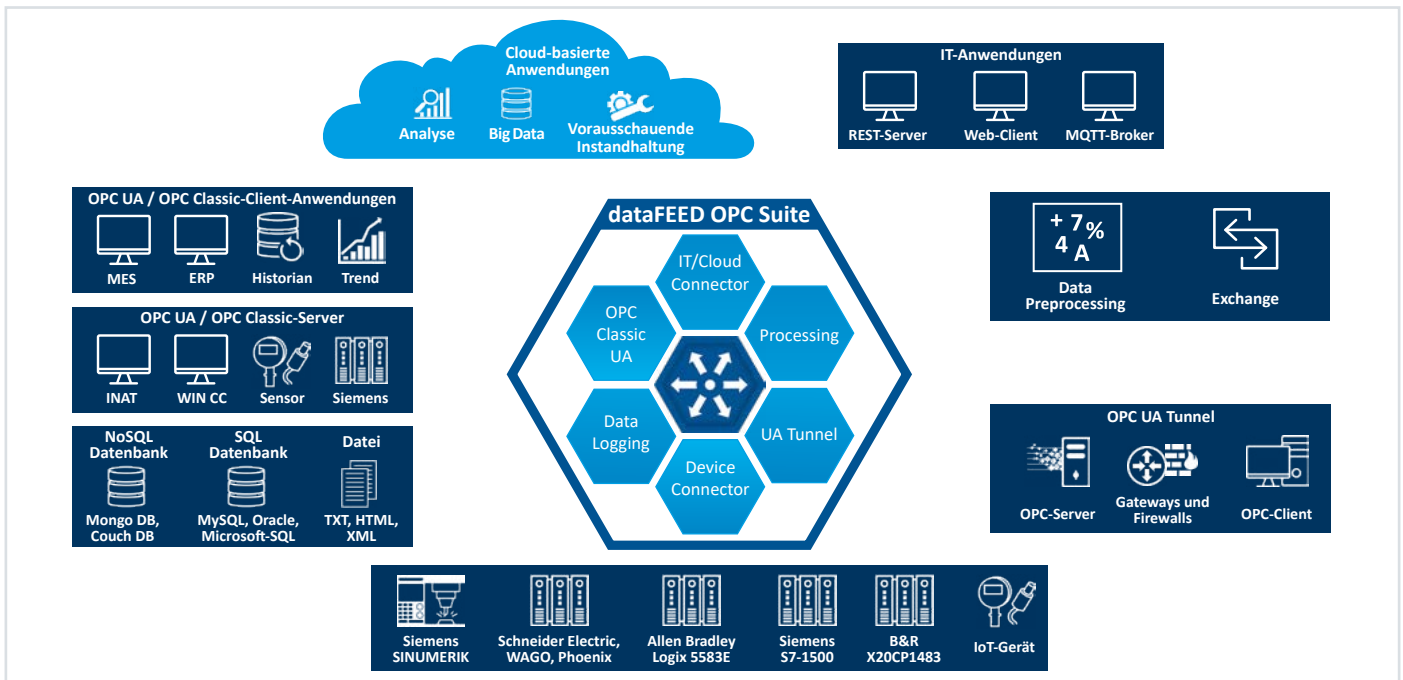 Cloud-basierte
Anwendungen
Analyse
Big Data
Vorausschauende
Instandhaltung
IT-Anwendungen
REST-Server
Web-Client
MQTT-Broker
OPC UA / OPC Classic-Client-Anwendungen
MES
ERP
Historian
Trend
OPC UA / OPC Classic-Server
INAT
WIN CC
Sensor
Siemens
NoSQL
Datenbank
Mongo DB,
Couch DB
SQL
Datenbank
MySQL, Oracle,
Microsoft-SQL
Datei
TXT, HTML,
XML
dataFEED OPC Suite
IT/Cloud
Connector
OPC
Classic
UA
Processing
Data
Logging
UA Tunnel
Device
Connector
+ 7%
4 A
Data
Preprocessing
Exchange
OPC UA Tunnel
OPC-Server
Gateways und
Firewalls
OPC-Client
Siemens
SINUMERIK
Schneider Electric,
WAGO, Phoenix
Allen Bradley
Logix 5583E
Siemens
S7-1500
B&R
X20CP1483
IoT-Gerät